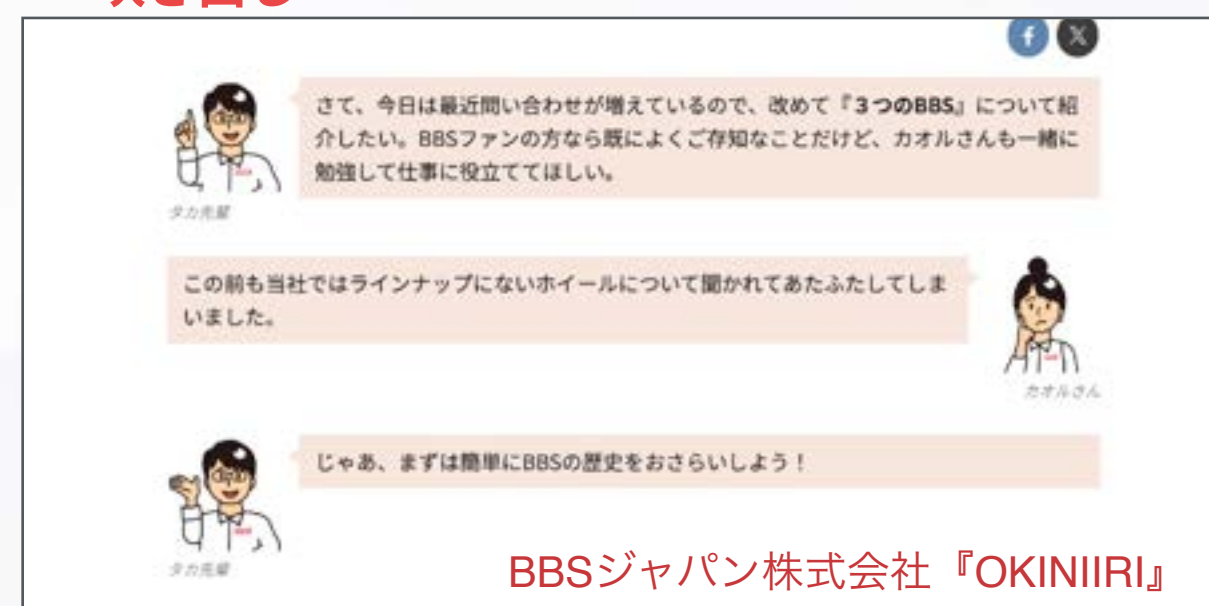 き出し
さて、今日は最近問い合わせが増えているので、改めて『３つのBBS』について紹
介したい。BBSファンの方なら既によくご存知なことだけど、カオルさんも一緒に
勉強して仕事に役立ててほしい。
タカ先輩
この前も当社ではラインナップにないホイールについて聞かれてあたふたしてしま
いました。
カオルさん
じゃあ、まずは簡単にBBSの歴史をおさらいしよう！
タカ先輩
BBSジャパン株式会社『OKINIIRI』